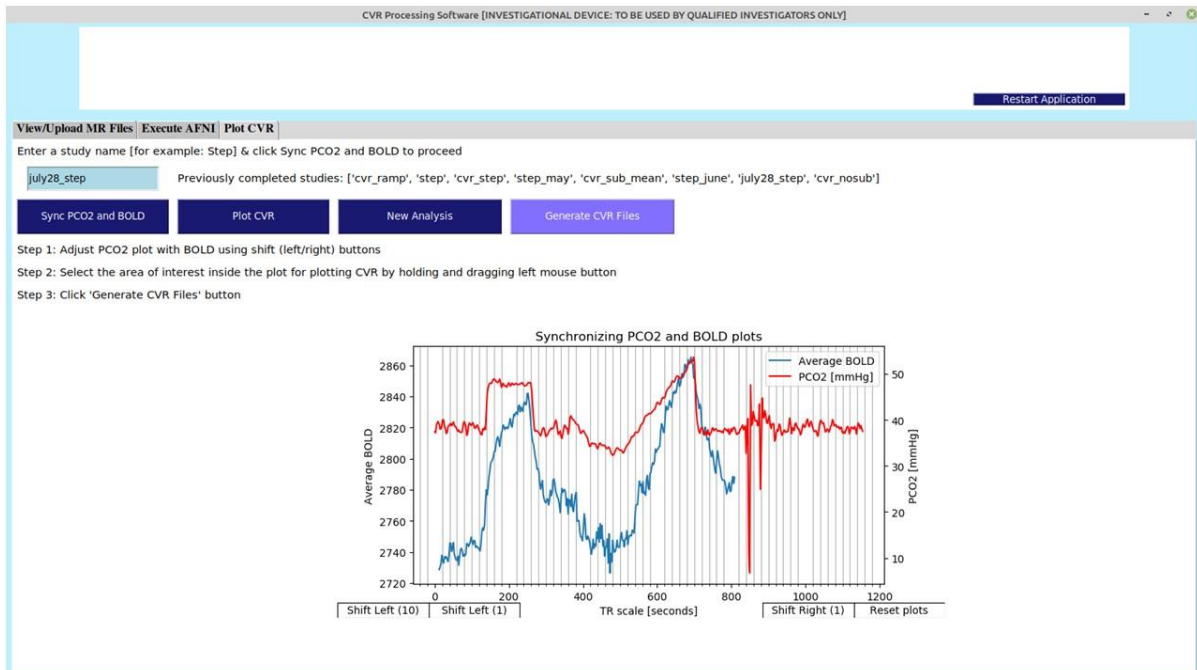 CVR Processing Software [INVESTIGATIONAL DEVICE: TO BE USED BY QUALIFIED INVESTIGATORS ONLY]
Restart Application
View/Upload MR Files Execute AFNI Plot CVR
Enter a study name [for example: Step] & click Sync PCO2 and BOLD to proceed
july28_step Previously completed studies: ['cvr_ramp', 'step', 'cvr_step', 'step_may', 'cvr_sub_mean', 'step_june', 'july28_step', 'cvr_nosub']
Sync PCO2 and BOLD Plot CVR New Analysis Generate CVR Files
Step 1: Adjust PCO2 plot with BOLD using shift (left/right) buttons
Step 2: Select the area of interest inside the plot for plotting CVR by holding and dragging left mouse button
Step 3: Click 'Generate CVR Files' button
Synchronizing PCO2 and BOLD plots
Average BOLD
PCO2 [mmHg]
Average BOLD
2860
2840
2820
2800
2780
2760
2740
2720
50
40
30
20
10
PCO2 [mmHg]
0 200 400 600 800 1000 1200
TR scale [seconds]
Shift Left (10) Shift Left (1) Shift Right (1) Reset plots